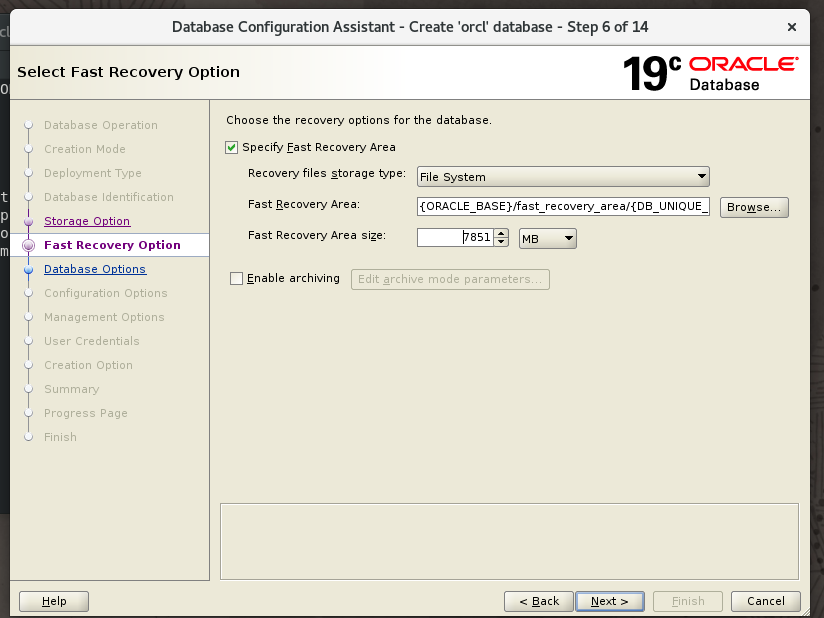 Database Configuration Assistant - Create 'orcl' database - Step 6 of 14
Select Fast Recovery Option
19c ORACLE
Database
Database Operation
Creation Mode
Deployment Type
Database Identification
Storage Option
Fast Recovery Option
Database Options
Configuration Options
Management Options
User Credentials
Creation Option
Summary
Progress Page
Finish
Choose the recovery options for the database.
Specify Fast Recovery Area
Recovery files storage type: File System
Fast Recovery Area: {ORACLE_BASE}/fast_recovery_area/{DB_UNIQUE_ Browse...
Fast Recovery Area size: 7851 MB
Enable archiving Edit archive mode parameters...
Help < Back Next > Finish Cancel